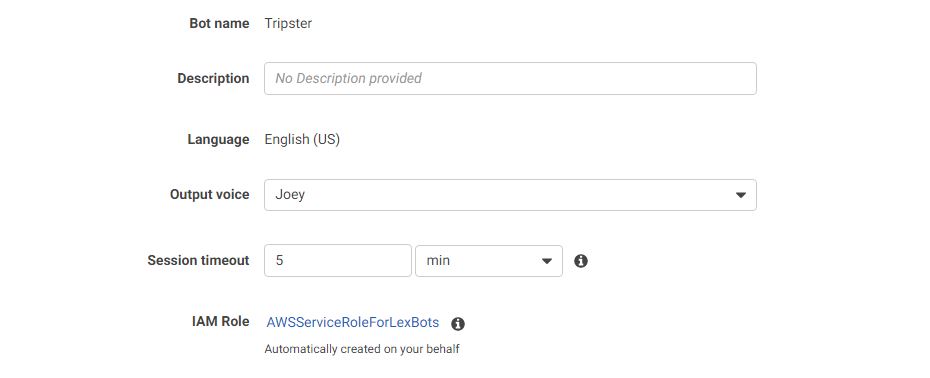 Bot name Tripster
Description No Description provided
Language English (US)
Output voice Joey
Session timeout 5 min
IAM Role AWSServiceRoleForLexBots
Automatically created on your behalf